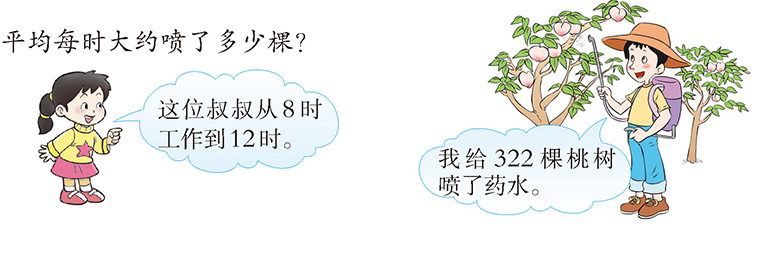 平均每时大约喷了多少棵?
这位叔叔从8时
工作到12时。
我给322棵桃树
喷了药水。